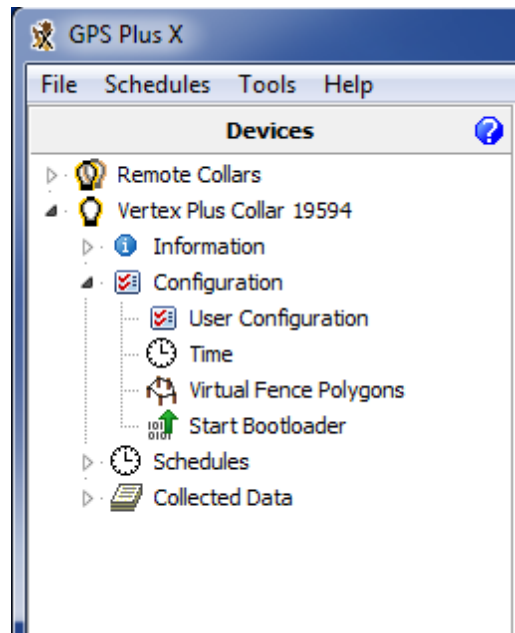 GPS Plus X
File Schedules Tools Help
Devices
Remote Collars
Vertex Plus Collar 19594
Information
Configuration
User Configuration
Time
Virtual Fence Polygons
Start Bootloader
Schedules
Collected Data